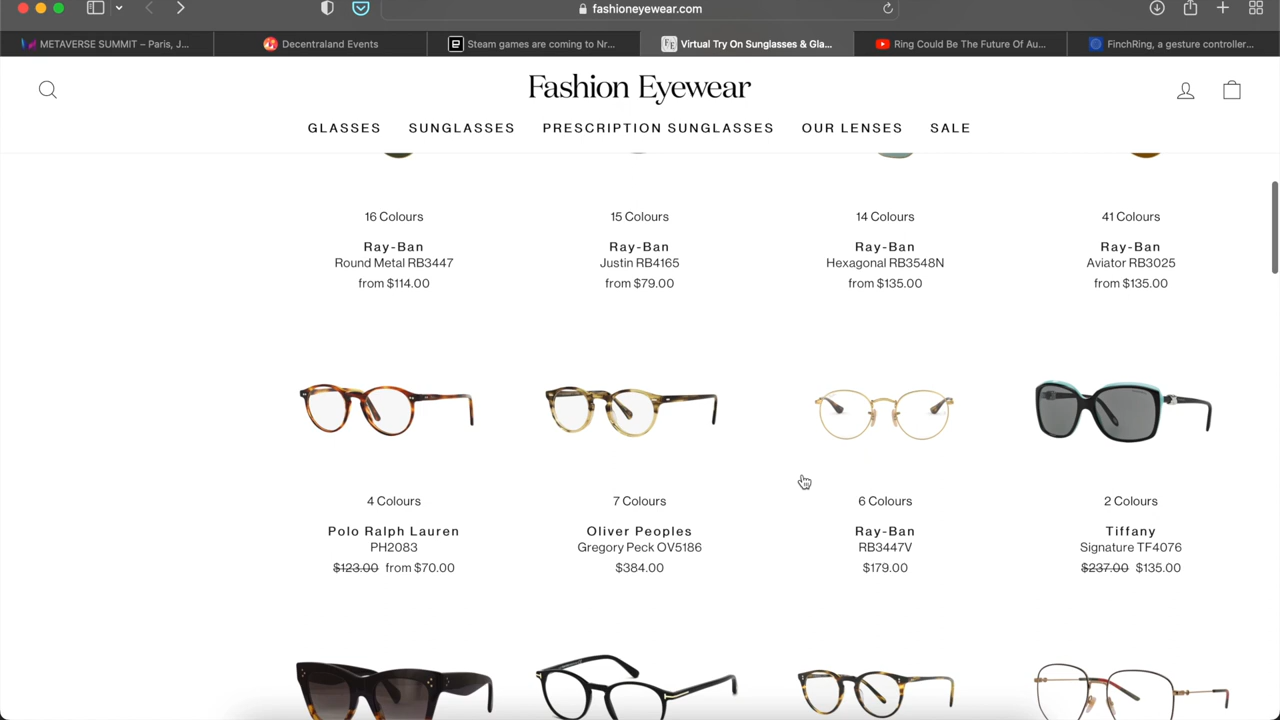 fashioneyewear.com
METAVERSE SUMMIT – Paris, J...
Decentraland Events
Steam games are coming to Nr...
FE Virtual Try On Sunglasses & Gla...
Ring Could Be The Future Of Au...
FinchRing, a gesture controller...
Fashion Eyewear
GLASSES SUNGLASSES PRESCRIPTION SUNGLASSES OUR LENSES SALE
16 Colours 15 Colours 14 Colours 41 Colours
Ray-Ban Ray-Ban Ray-Ban Ray-Ban
Round Metal RB3447 Justin RB4165 Hexagonal RB3548N Aviator RB3025
from $114.00 from $79.00 from $135.00 from $135.00
4 Colours 7 Colours 6 Colours 2 Colours
Polo Ralph Lauren Oliver Peoples Ray-Ban Tiffany
PH2083 Gregory Peck OV5186 RB3447V Signature TF4076
$123.00 from $70.00 $384.00 $179.00 $237.00 $135.00